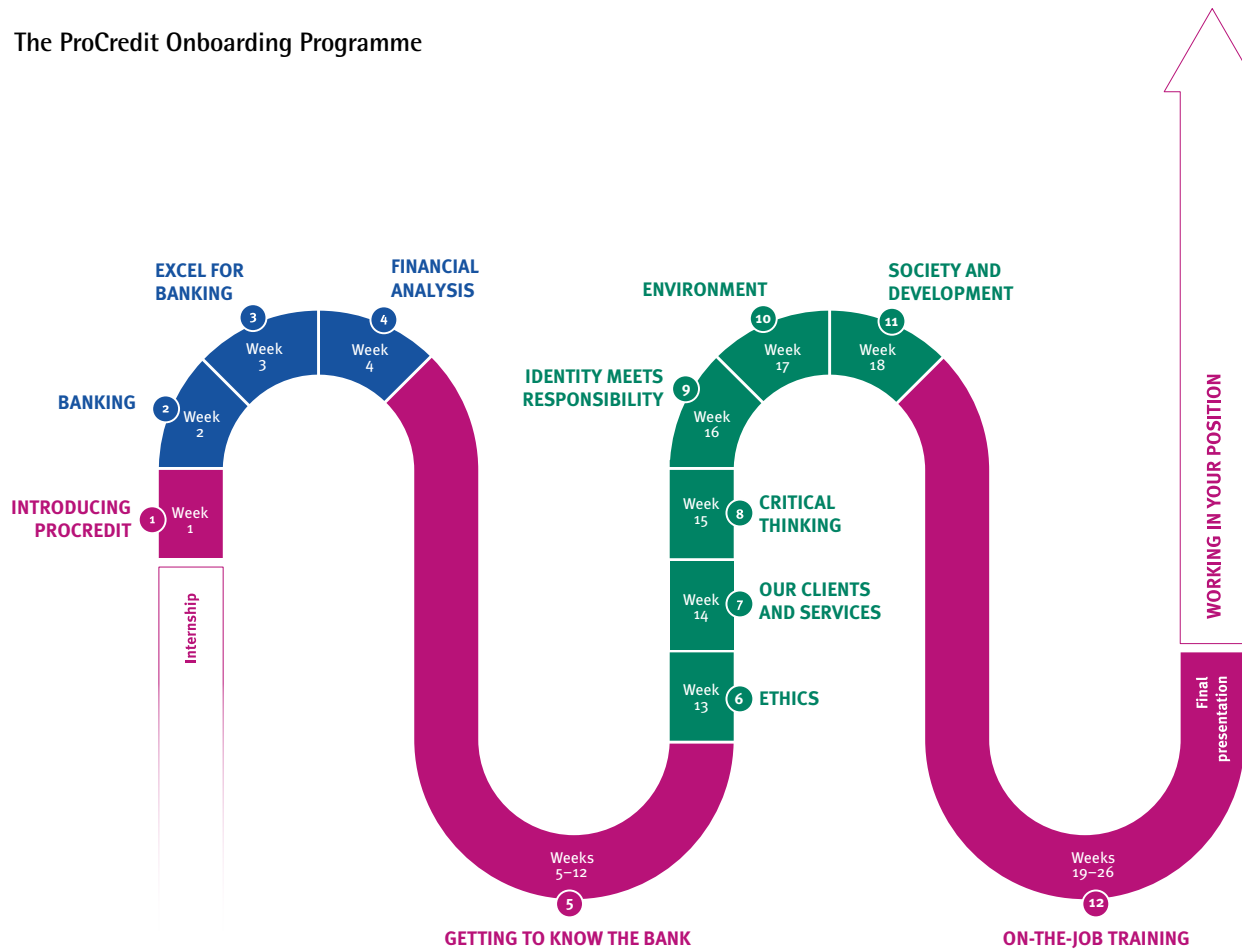 The ProCredit Onboarding Programme
Internship
INTRODUCING
PROCREDIT
1
Week
1
BANKING
2
Week
2
EXCEL FOR
BANKING
3
Week
3
FINANCIAL
ANALYSIS
4
Week
4
Weeks
5–12
5
GETTING TO KNOW THE BANK
Week
13
6
ETHICS
Week
14
7
OUR CLIENTS
AND SERVICES
Week
15
8
CRITICAL
THINKING
IDENTITY MEETS
RESPONSIBILITY
9
Week
16
ENVIRONMENT
10
Week
17
SOCIETY AND
DEVELOPMENT
11
Week
18
Weeks
19–26
12
ON-THE-JOB TRAINING
Final
presentation
WORKING IN YOUR POSITION